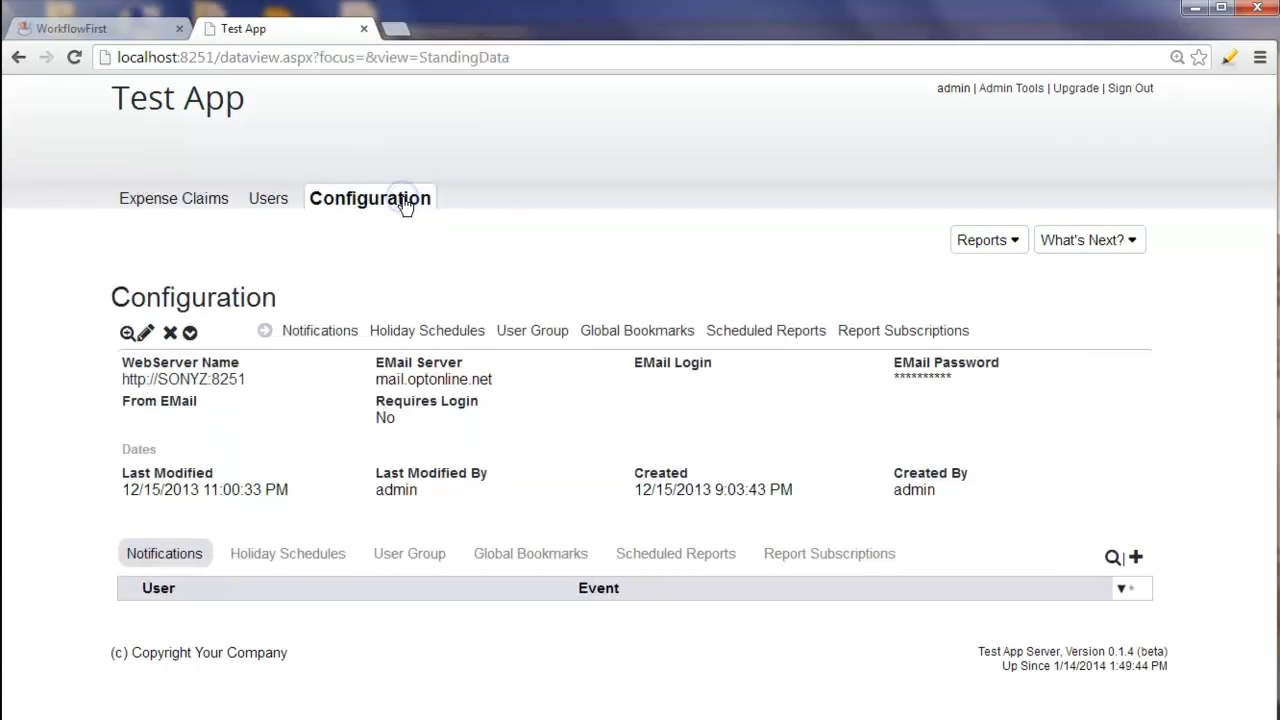 WorkflowFirst
Test App
localhost:8251/dataview.aspx?focus=&view=StandingData
Test App
admin | Admin Tools | Upgrade | Sign Out
Expense Claims Users Configuration
Reports What's Next?
Configuration
Notifications Holiday Schedules User Group Global Bookmarks Scheduled Reports Report Subscriptions
WebServer Name EMail Server EMail Login EMail Password
http://SONYZ:8251 mail.optonline.net **********
From EMail Requires Login
No
Dates
Last Modified Last Modified By Created Created By
12/15/2013 11:00:33 PM admin 12/15/2013 9:03:43 PM admin
Notifications Holiday Schedules User Group Global Bookmarks Scheduled Reports Report Subscriptions
User Event
(c) Copyright Your Company
Test App Server, Version 0.1.4 (beta)
Up Since 1/14/2014 1:49:44 PM